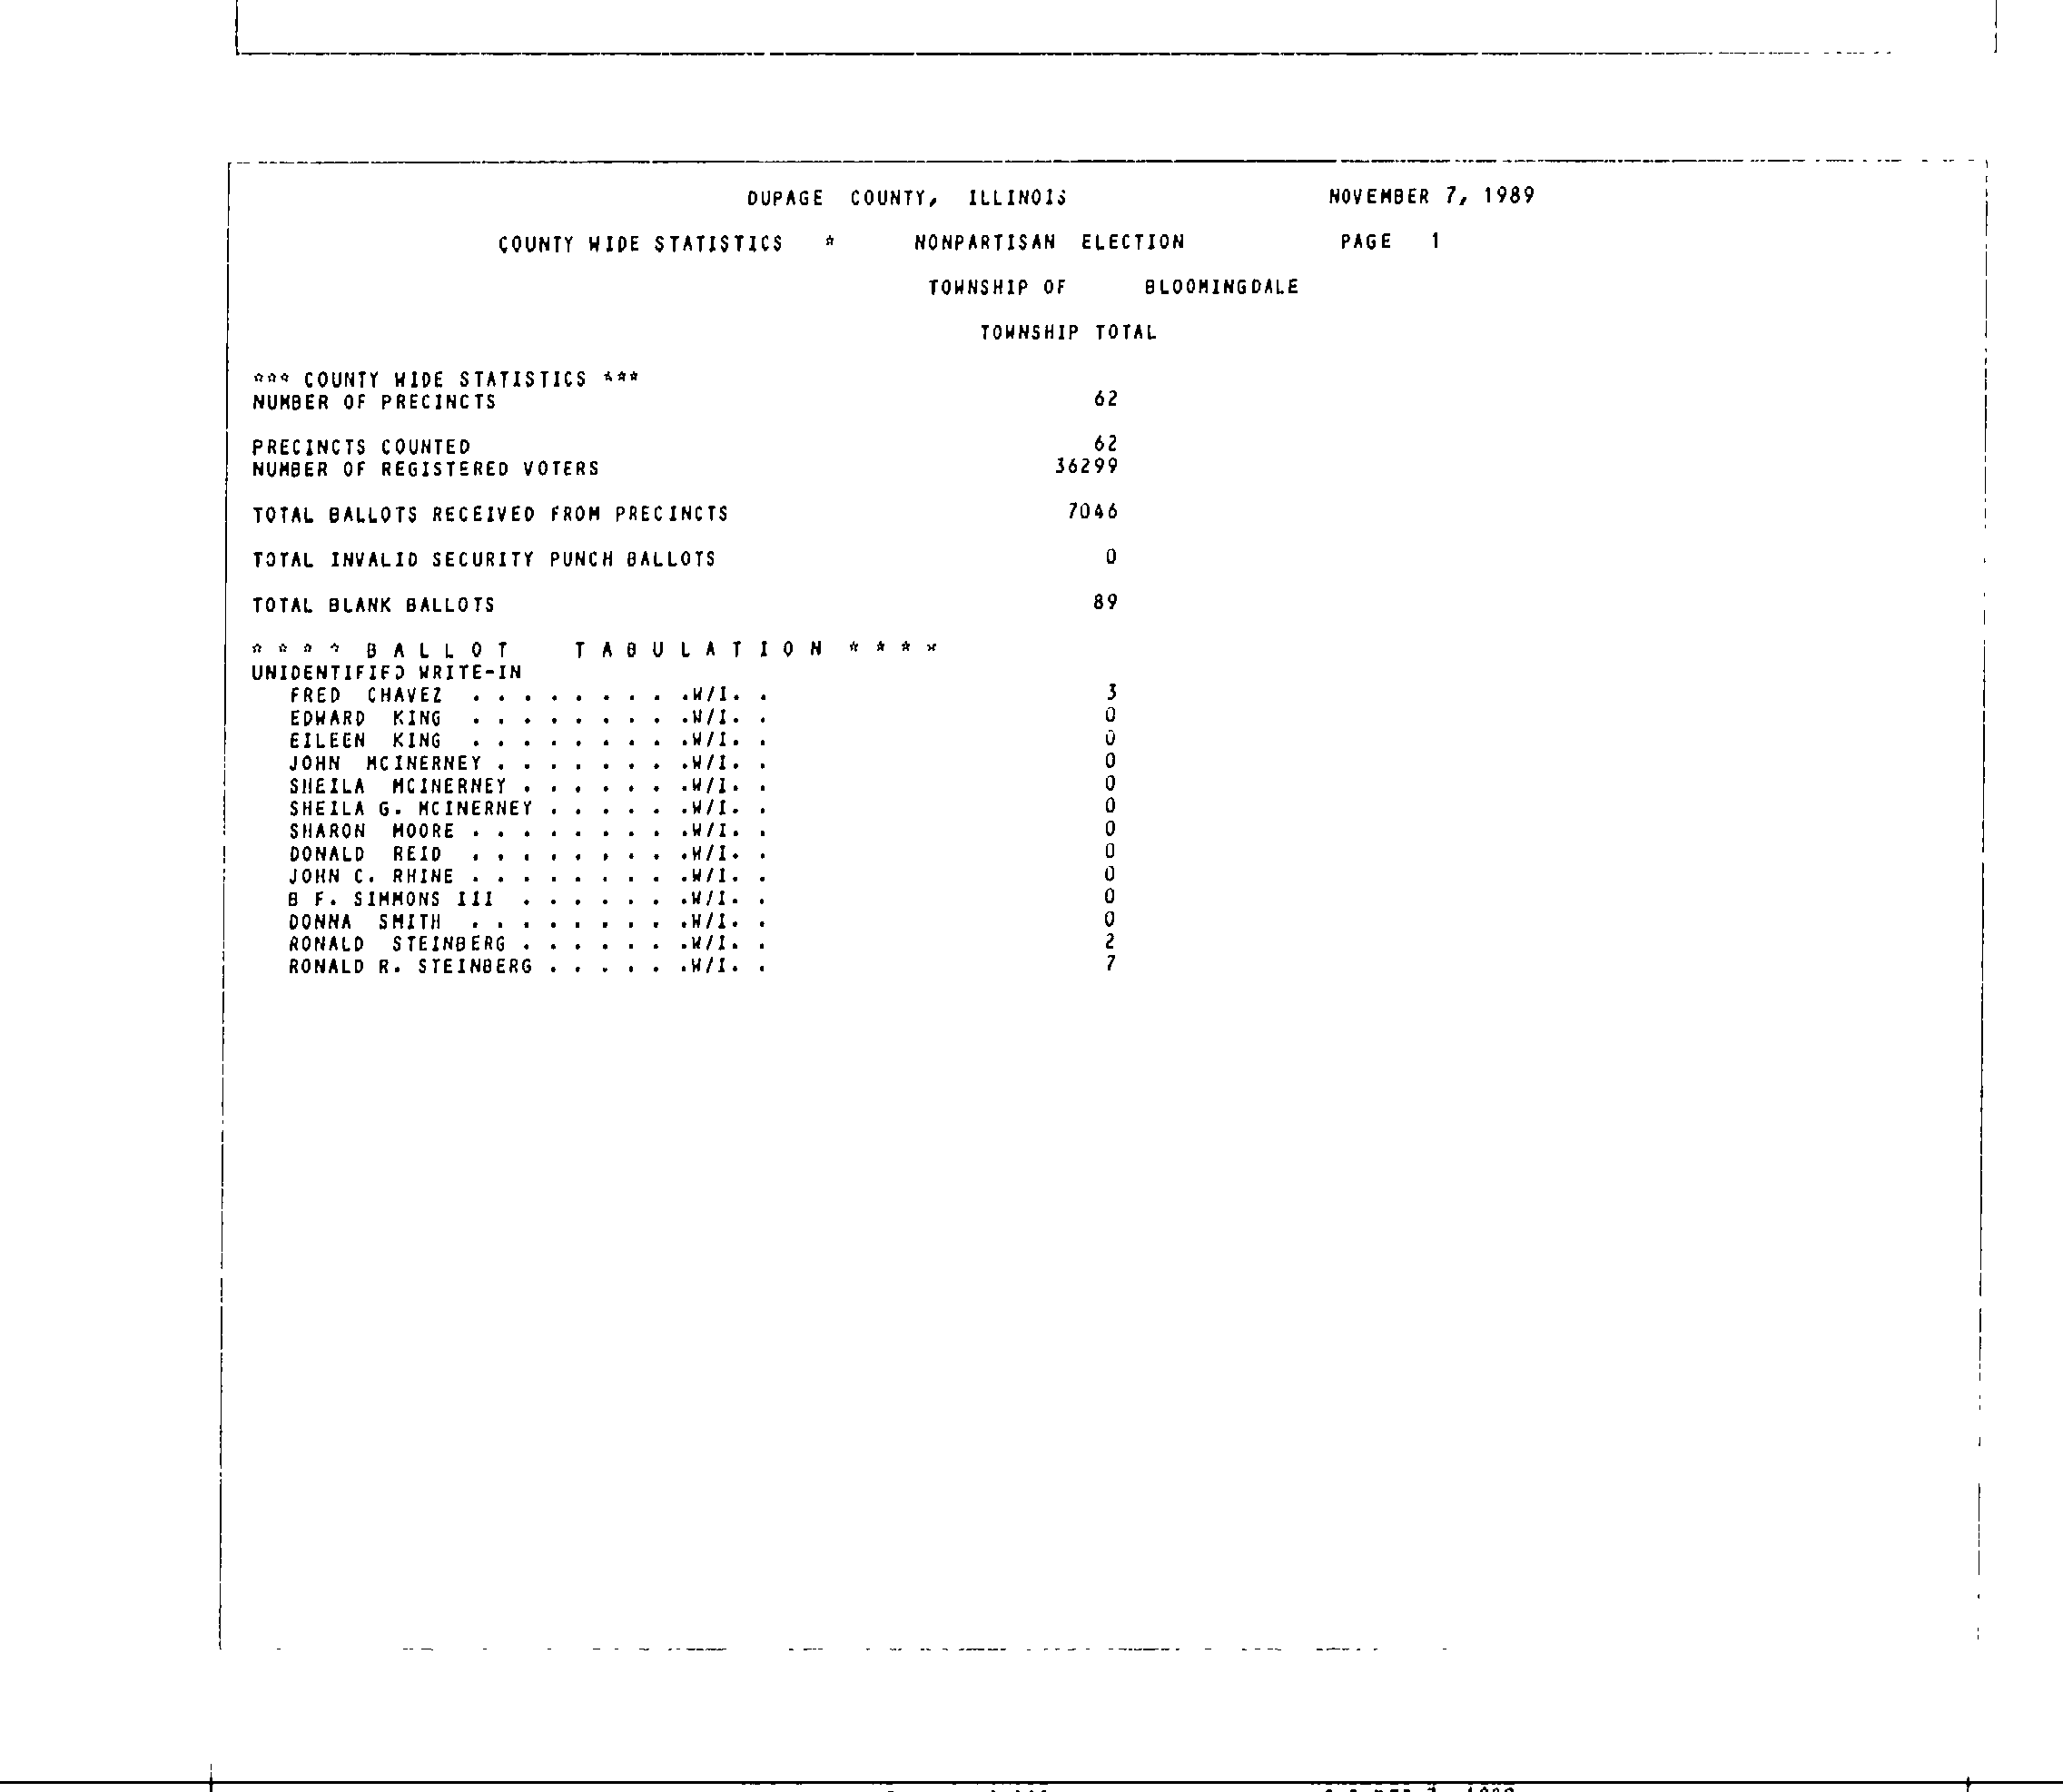 DUPAGE COUNTY, ILLINOIS NOVEMBER 7, 1989
COUNTY WIDE STATISTICS * NONPARTISAN ELECTION PAGE 1
TOWNSHIP OF BLOOMINGDALE
TOWNSHIP TOTAL
*** COUNTY WIDE STATISTICS ***
NUMBER OF PRECINCTS 62
PRECINCTS COUNTED 62
NUMBER OF REGISTERED VOTERS 36299
TOTAL BALLOTS RECEIVED FROM PRECINCTS 7046
TOTAL INVALID SECURITY PUNCH BALLOTS 0
TOTAL BLANK BALLOTS 89
* * * * B A L L O T T A B U L A T I O N * * * *
UNIDENTIFIED WRITE-IN
FRED CHAVEZ . . . . . . . . .W/I. . 3
EDWARD KING . . . . . . . . .W/I. . 0
EILEEN KING . . . . . . . . .W/I. . 0
JOHN MCINERNEY . . . . . . . .W/I. . 0
SHEILA MCINERNEY . . . . . . .W/I. . 0
SHEILA G. MCINERNEY . . . . . .W/I. . 0
SHARON MOORE . . . . . . . . .W/I. . 0
DONALD REID . . . . . . . . .W/I. . 0
JOHN C. RHINE . . . . . . . . .W/I. . 0
B F. SIMMONS III . . . . . . .W/I. . 0
DONNA SMITH . . . . . . . . .W/I. . 0
RONALD STEINBERG . . . . . . .W/I. . 2
RONALD R. STEINBERG . . . . . .W/I. . 7